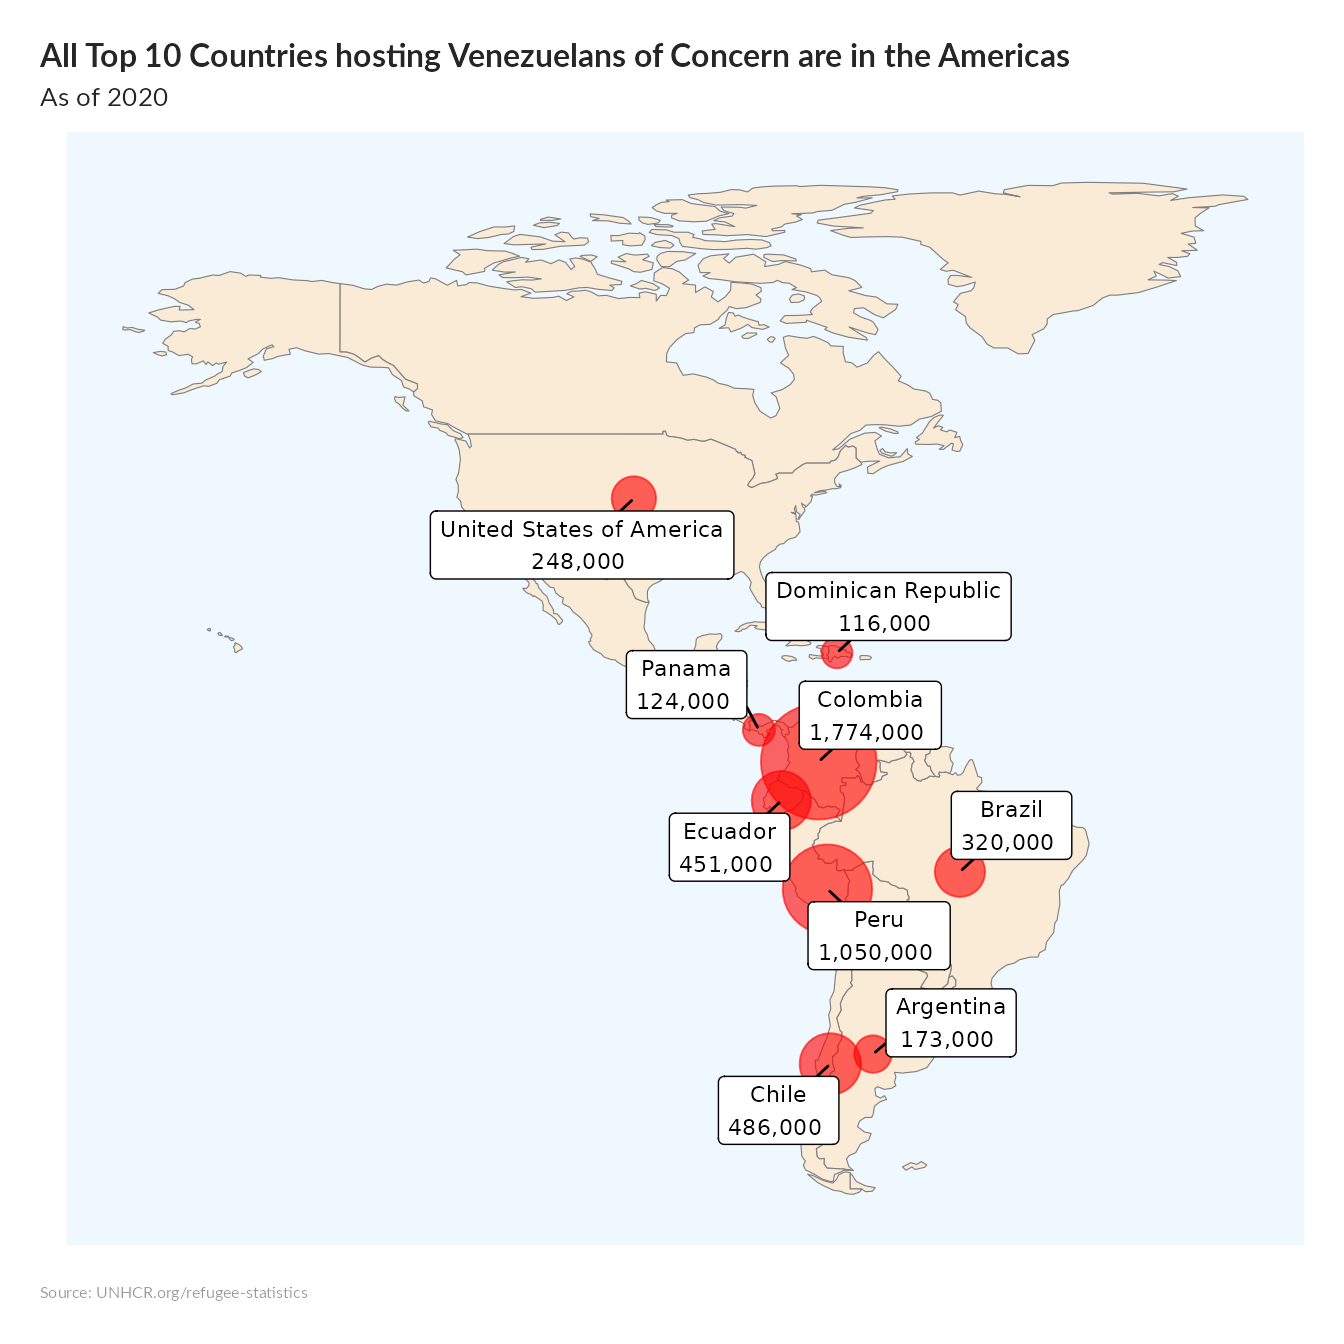 All Top 10 Countries hosting Venezuelans of Concern are in the Americas
As of 2020
United States of America
248,000
Dominican Republic
116,000
Panama
124,000
Colombia
1,774,000
Brazil
320,000
Ecuador
451,000
Peru
1,050,000
Argentina
173,000
Chile
486,000
Source: UNHCR.org/refugee-statistics